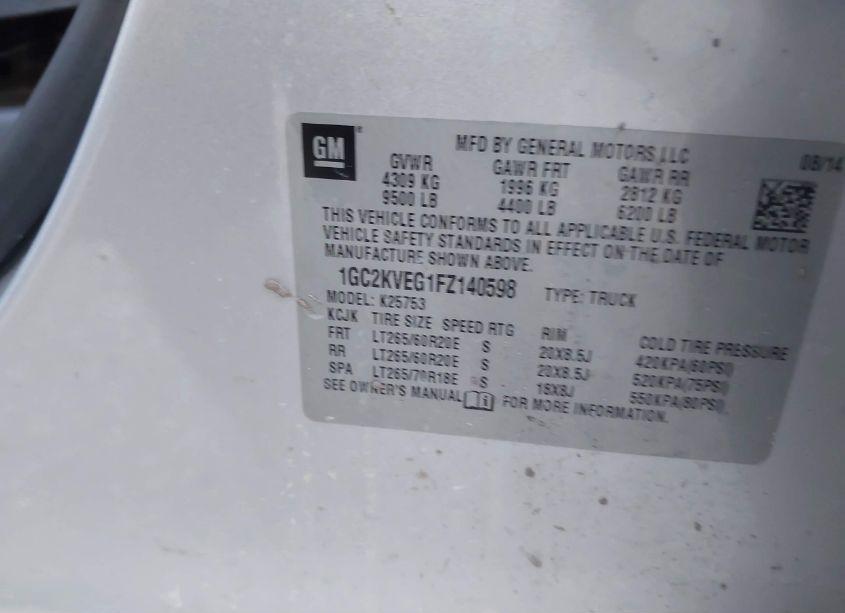 GM
MFD BY GENERAL MOTORS LLC 08/14
GVWR GAWR FRT GAWR RR
4309 KG 1996 KG 2812 KG
9500 LB 4400 LB 6200 LB
THIS VEHICLE CONFORMS TO ALL APPLICABLE U.S. FEDERAL MOTOR
VEHICLE SAFETY STANDARDS IN EFFECT ON THE DATE OF
MANUFACTURE SHOWN ABOVE.
1GC2KVEG1FZ140598 TYPE: TRUCK
MODEL: K25753
KCJK TIRE SIZE SPEED RTG RIM COLD TIRE PRESSURE
FRT LT265/60R20E S 20X8.5J 420KPA(60PSI)
RR LT265/60R20E S 20X8.5J 520KPA(75PSI)
SPA LT265/70R18E S 18X8J 550KPA(80PSI)
SEE OWNER'S MANUAL FOR MORE INFORMATION.